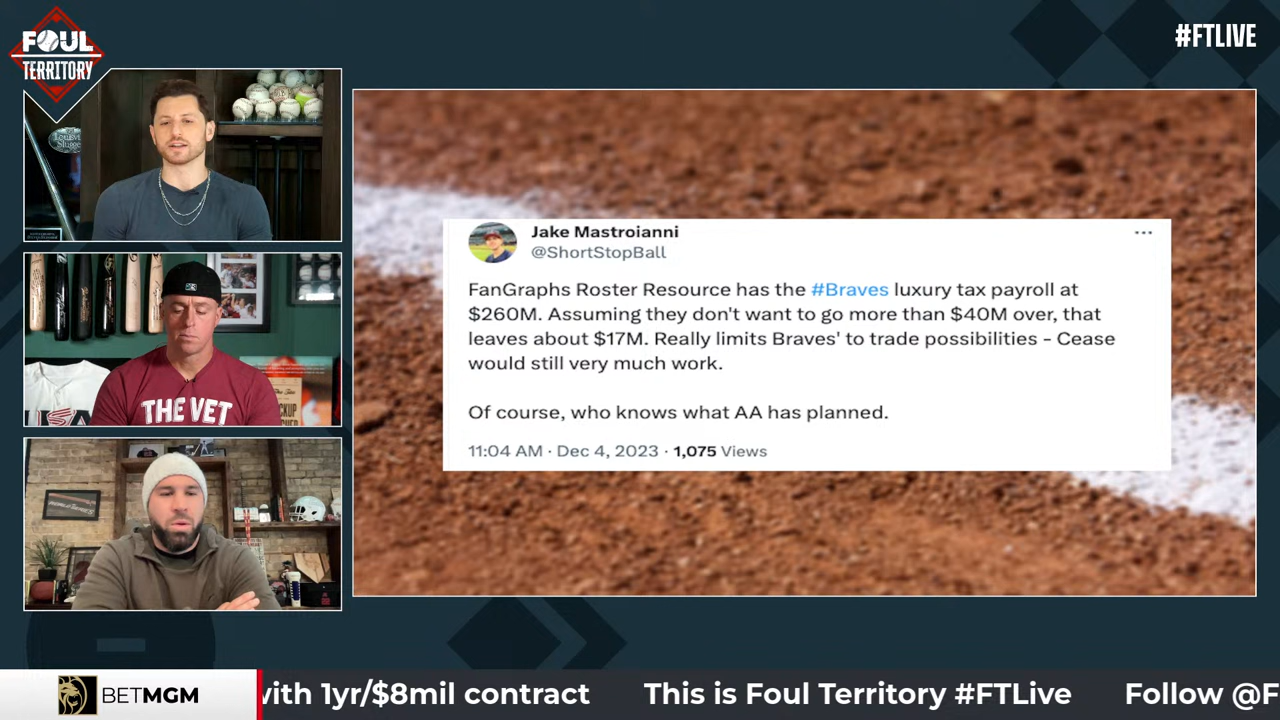 FOUL
TERRITORY
#FTLIVE
Louisville
Slugger
THE VET
Jake Mastroianni
@ShortStopBall
FanGraphs Roster Resource has the #Braves luxury tax payroll at
$260M. Assuming they don't want to go more than $40M over, that
leaves about $17M. Really limits Braves' to trade possibilities - Cease
would still very much work.
Of course, who knows what AA has planned.
11:04 AM · Dec 4, 2023 · 1,075 Views
BETMGM
with 1yr/$8mil contract This is Foul Territory #FTLive Follow @F